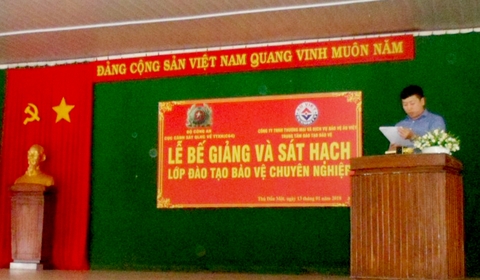 ĐẢNG CỘNG SẢN VIỆT NAM QUANG VINH MUÔN NĂM
BỘ CÔNG AN
CÔNG TY TNHH THƯƠNG MẠI VÀ DỊCH VỤ BẢO VỆ
TRUNG TÂM ĐÀO TẠO BẢO VỆ
LỄ BẾ GIẢNG VÀ SÁT HẠCH
LỚP ĐÀO TẠO BẢO VỆ CHUYÊN NGHIỆP